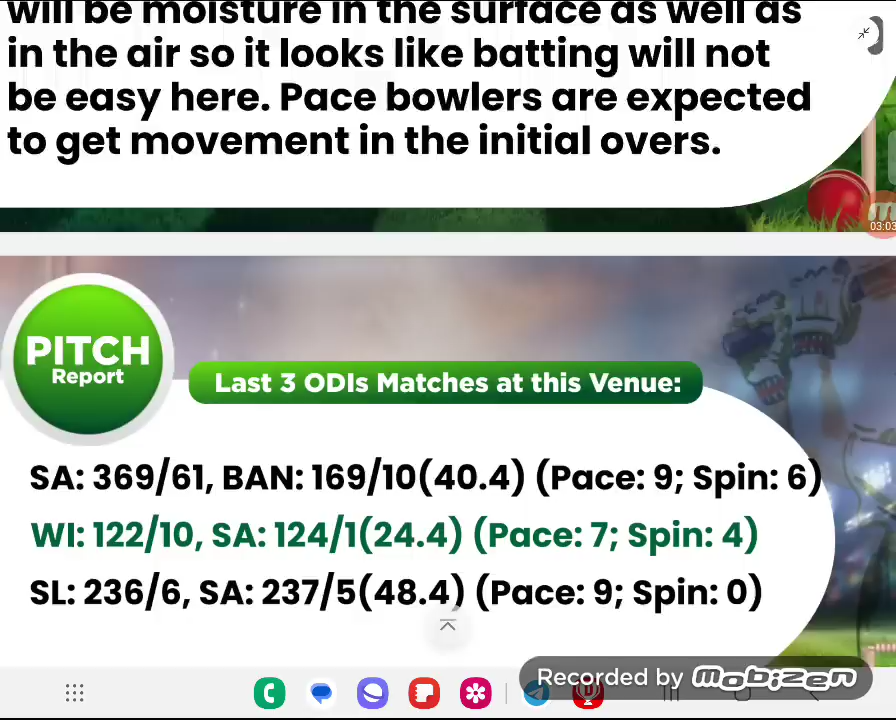 will be moisture in the surface as well as
in the air so it looks like batting will not
be easy here. Pace bowlers are expected
to get movement in the initial overs.
03:03
PITCH
Report
Last 3 ODIs Matches at this Venue:
SA: 369/61, BAN: 169/10(40.4) (Pace: 9; Spin: 6)
WI: 122/10, SA: 124/1(24.4) (Pace: 7; Spin: 4)
SL: 236/6, SA: 237/5(48.4) (Pace: 9; Spin: 0)
Recorded by mobizen